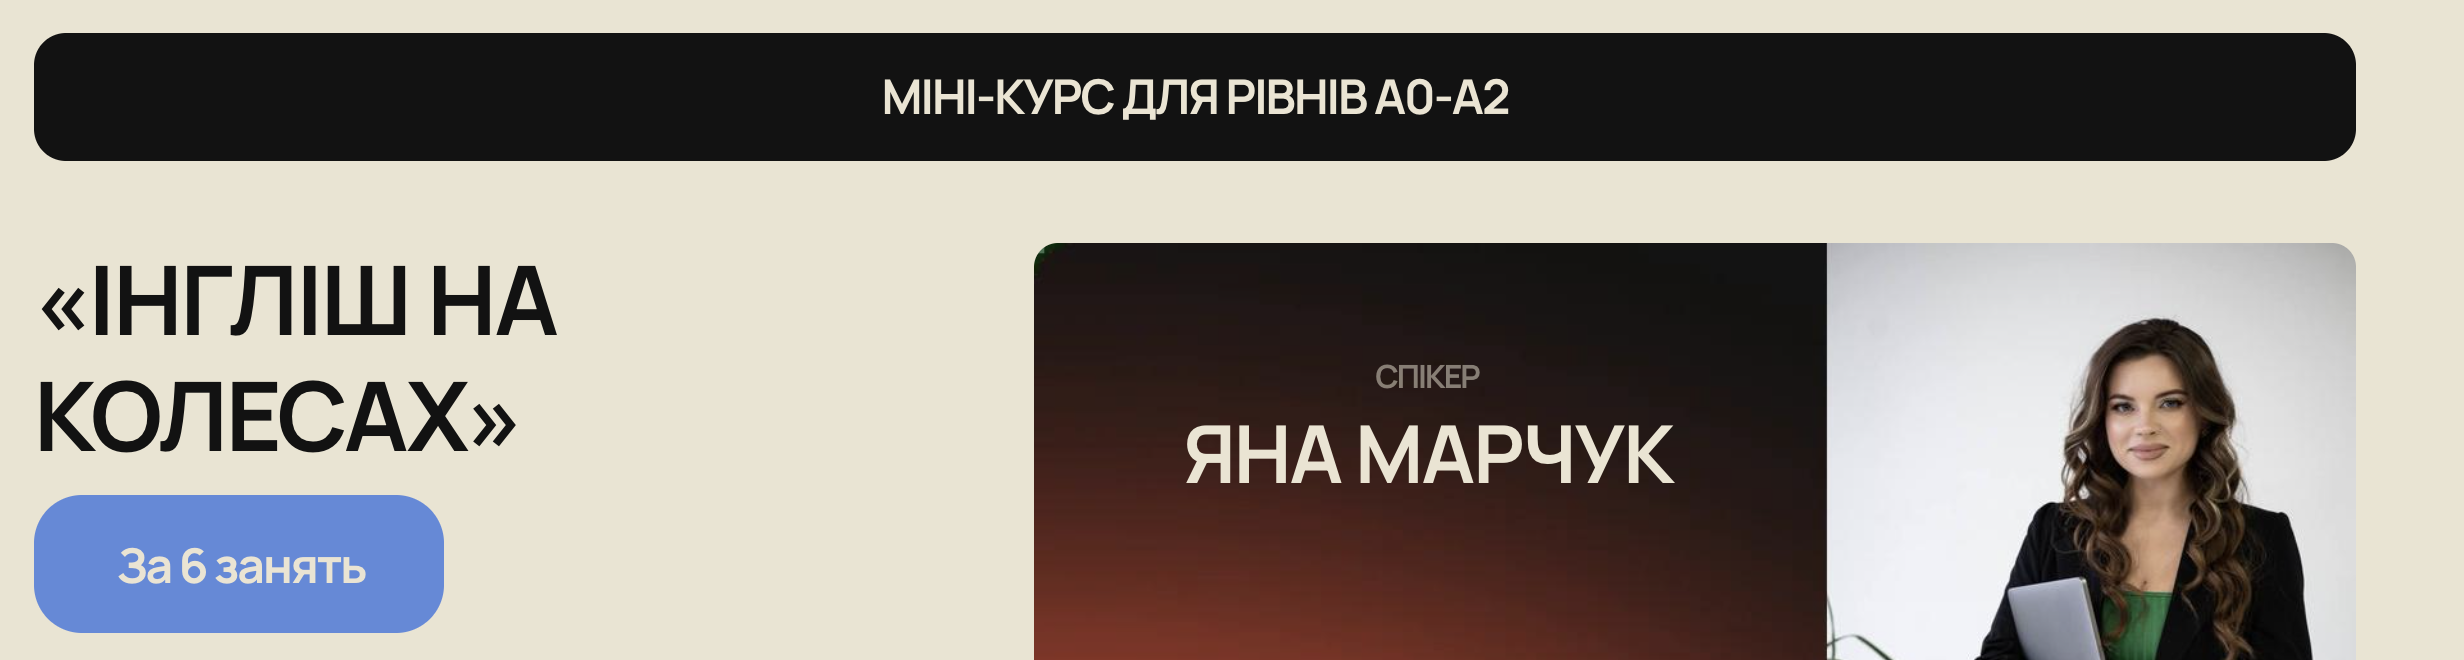 МІНІ-КУРС ДЛЯ РІВНІВ А0-А2
«ІНГЛІШ НА
КОЛЕСАХ»
За 6 занять
СПІКЕР
ЯНА МАРЧУК